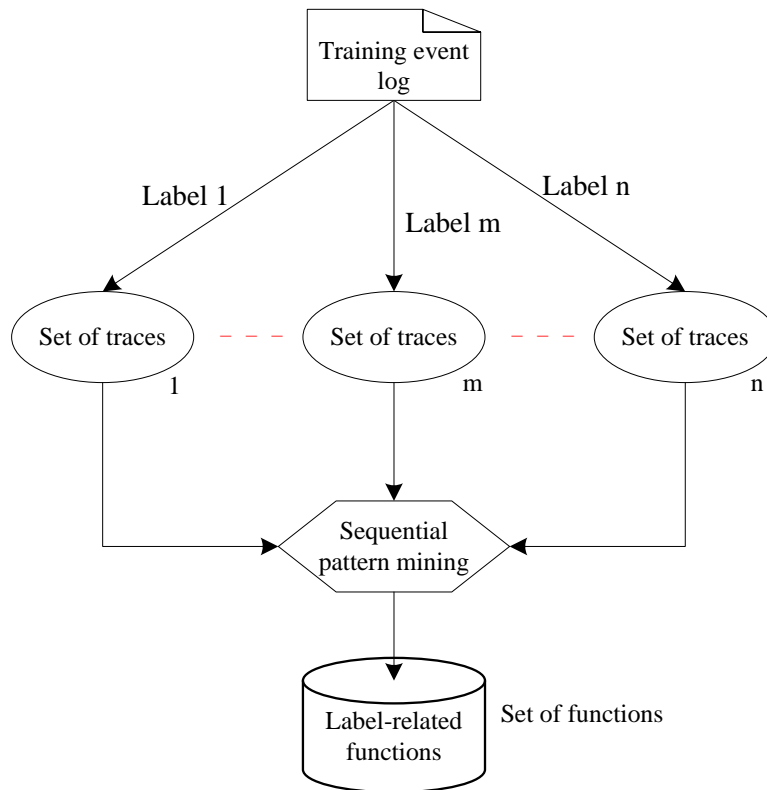 Training event
log
Label 1
Label m
Label n
Set of traces
Set of traces
Set of traces
1
m
n
Sequential
pattern mining
Label-related
functions
Set of functions